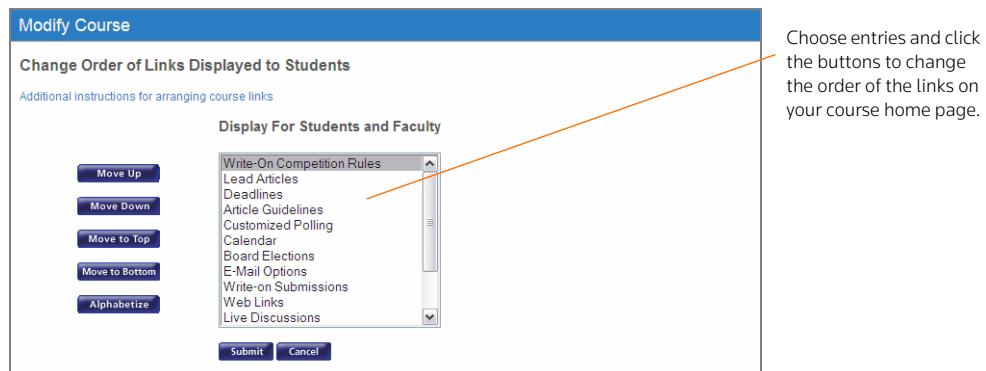 Modify Course
Change Order of Links Displayed to Students
Additional instructions for arranging course links
Display For Students and Faculty
Move Up
Move Down
Move to Top
Move to Bottom
Alphabetize
Write-On Competition Rules
Lead Articles
Deadlines
Article Guidelines
Customized Polling
Calendar
Board Elections
E-Mail Options
Write-on Submissions
Web Links
Live Discussions
Submit
Cancel
Choose entries and click
the buttons to change
the order of the links on
your course home page.